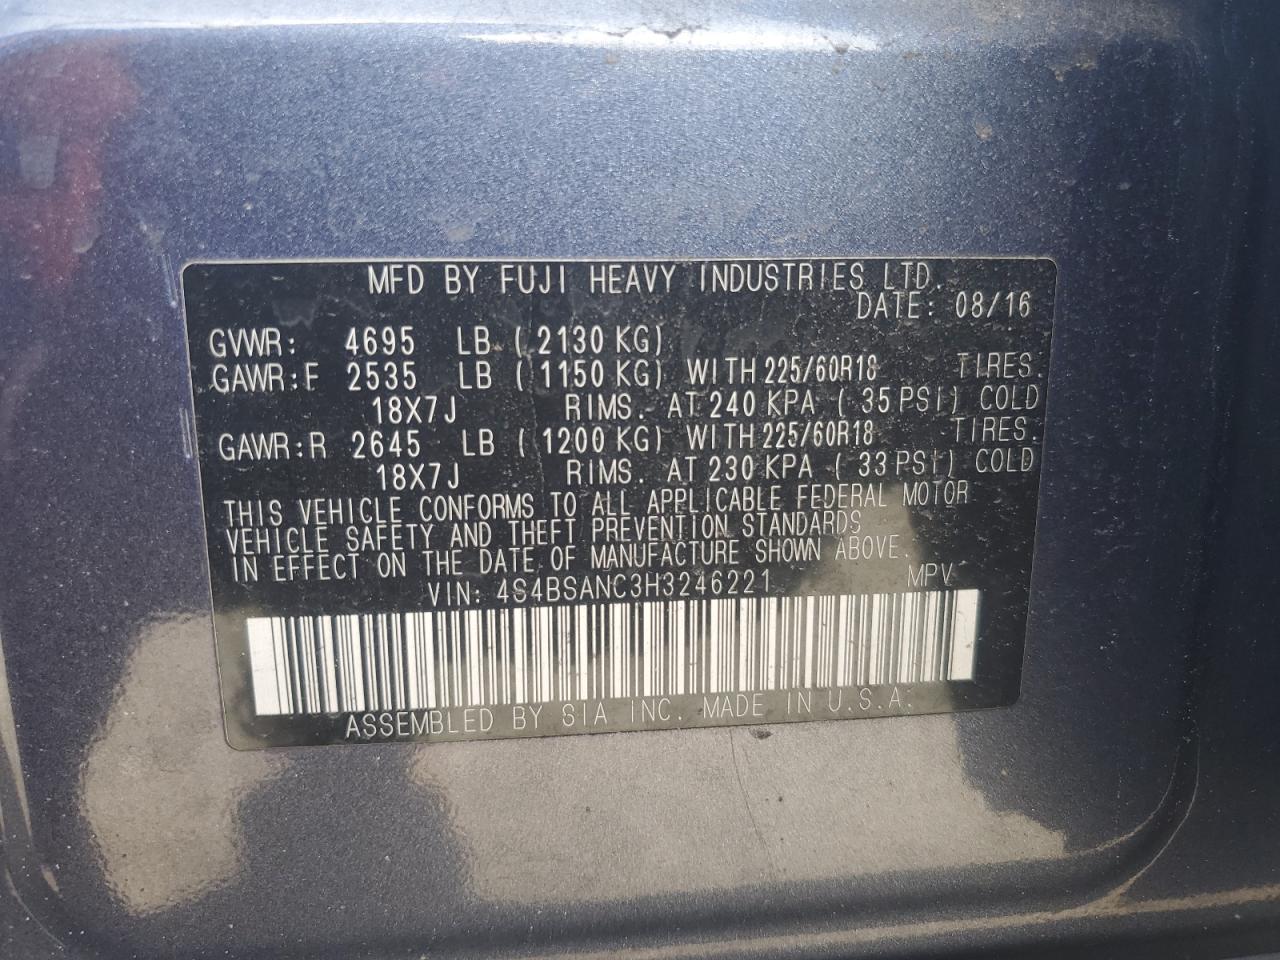 MFD BY FUJI HEAVY INDUSTRIES LTD.
DATE: 08/16
GVWR: 4695 LB ( 2130 KG)
GAWR:F 2535 LB ( 1150 KG) WITH 225/60R18 TIRES.
18X7J RIMS. AT 240 KPA ( 35 PSI) COLD
GAWR:R 2645 LB ( 1200 KG) WITH 225/60R18 TIRES.
18X7J RIMS. AT 230 KPA ( 33 PSI) COLD
THIS VEHICLE CONFORMS TO ALL APPLICABLE FEDERAL MOTOR
VEHICLE SAFETY AND THEFT PREVENTION STANDARDS
IN EFFECT ON THE DATE OF MANUFACTURE SHOWN ABOVE.
VIN: 4S4BSANC3H3246221 MPV
ASSEMBLED BY SIA INC. MADE IN U.S.A.